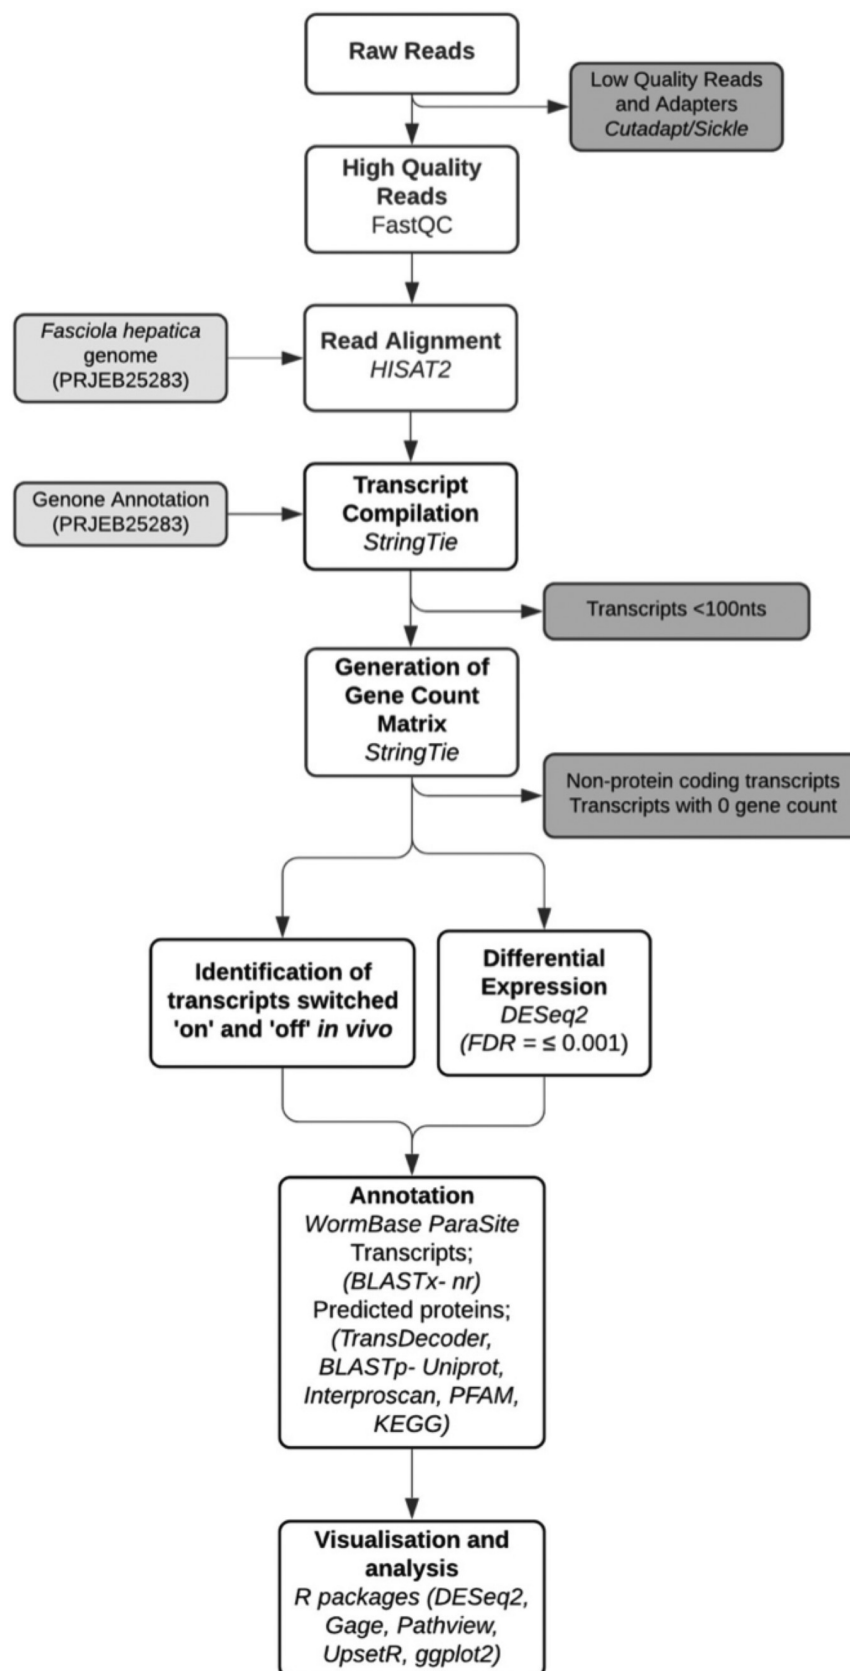 Raw Reads
Low Quality Reads
and Adapters
Cutadapt/Sickle
High Quality
Reads
FastQC
Fasciola hepatica
genome
(PRJEB25283)
Read Alignment
HISAT2
Genone Annotation
(PRJEB25283)
Transcript
Compilation
StringTie
Transcripts <100nts
Generation of
Gene Count
Matrix
StringTie
Non-protein coding transcripts
Transcripts with 0 gene count
Identification of
transcripts switched
'on' and 'off' in vivo
Differential
Expression
DESeq2
(FDR = ≤ 0.001)
Annotation
WormBase ParaSite
Transcripts;
(BLASTx- nr)
Predicted proteins;
(TransDecoder,
BLASTp- Uniprot,
Interproscan, PFAM,
KEGG)
Visualisation and
analysis
R packages (DESeq2,
Gage, Pathview,
UpsetR, ggplot2)